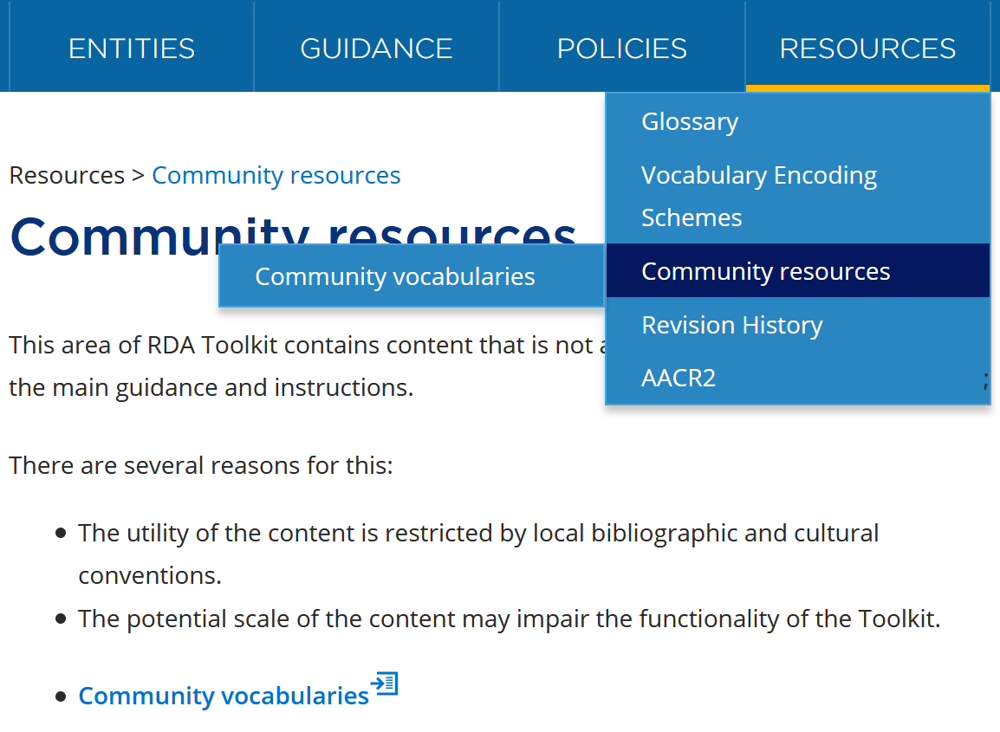 ENTITIES GUIDANCE POLICIES RESOURCES
Glossary
Vocabulary Encoding
Schemes
Community resources
Revision History
AACR2 ;
Community vocabularies
Resources > Community resources
Community resources
This area of RDA Toolkit contains content that is not
the main guidance and instructions.
There are several reasons for this:
• The utility of the content is restricted by local bibliographic and cultural
conventions.
• The potential scale of the content may impair the functionality of the Toolkit.
• Community vocabularies